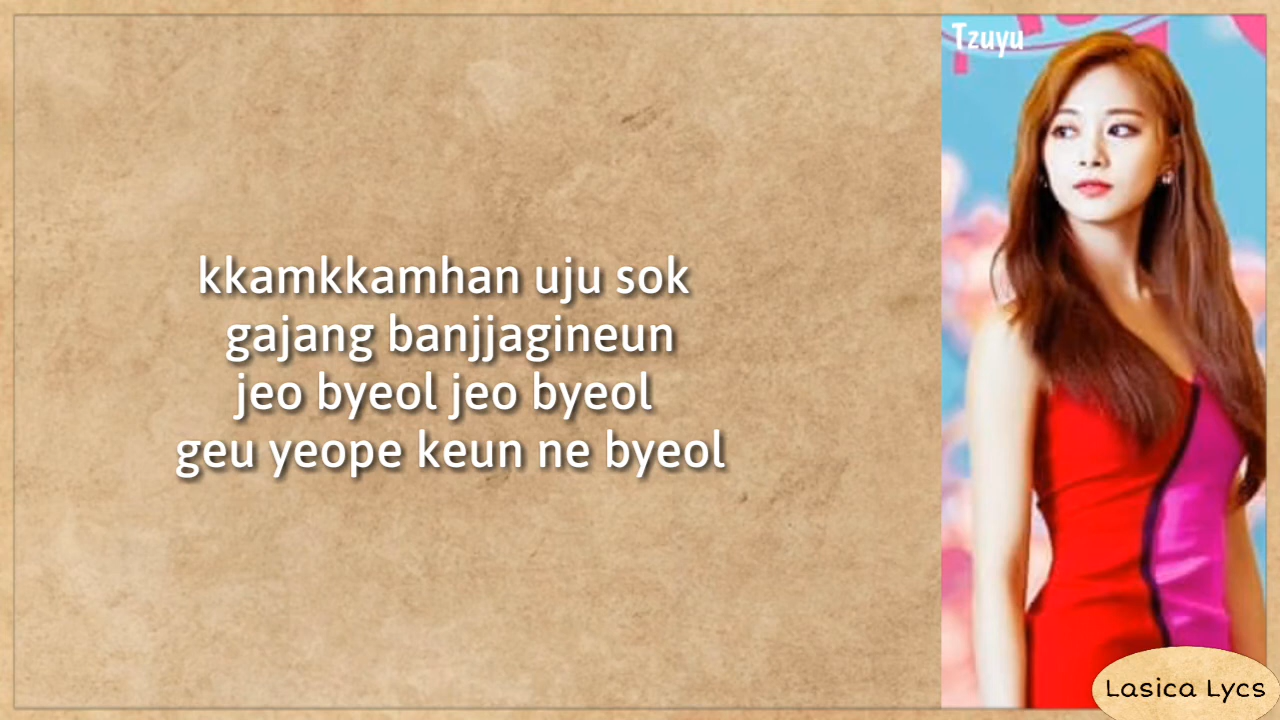 Tzuyu
kkamkkamhan uju sok
gajang banjjagineun
jeo byeol jeo byeol
geu yeope keun ne byeol
Lasica Lycs